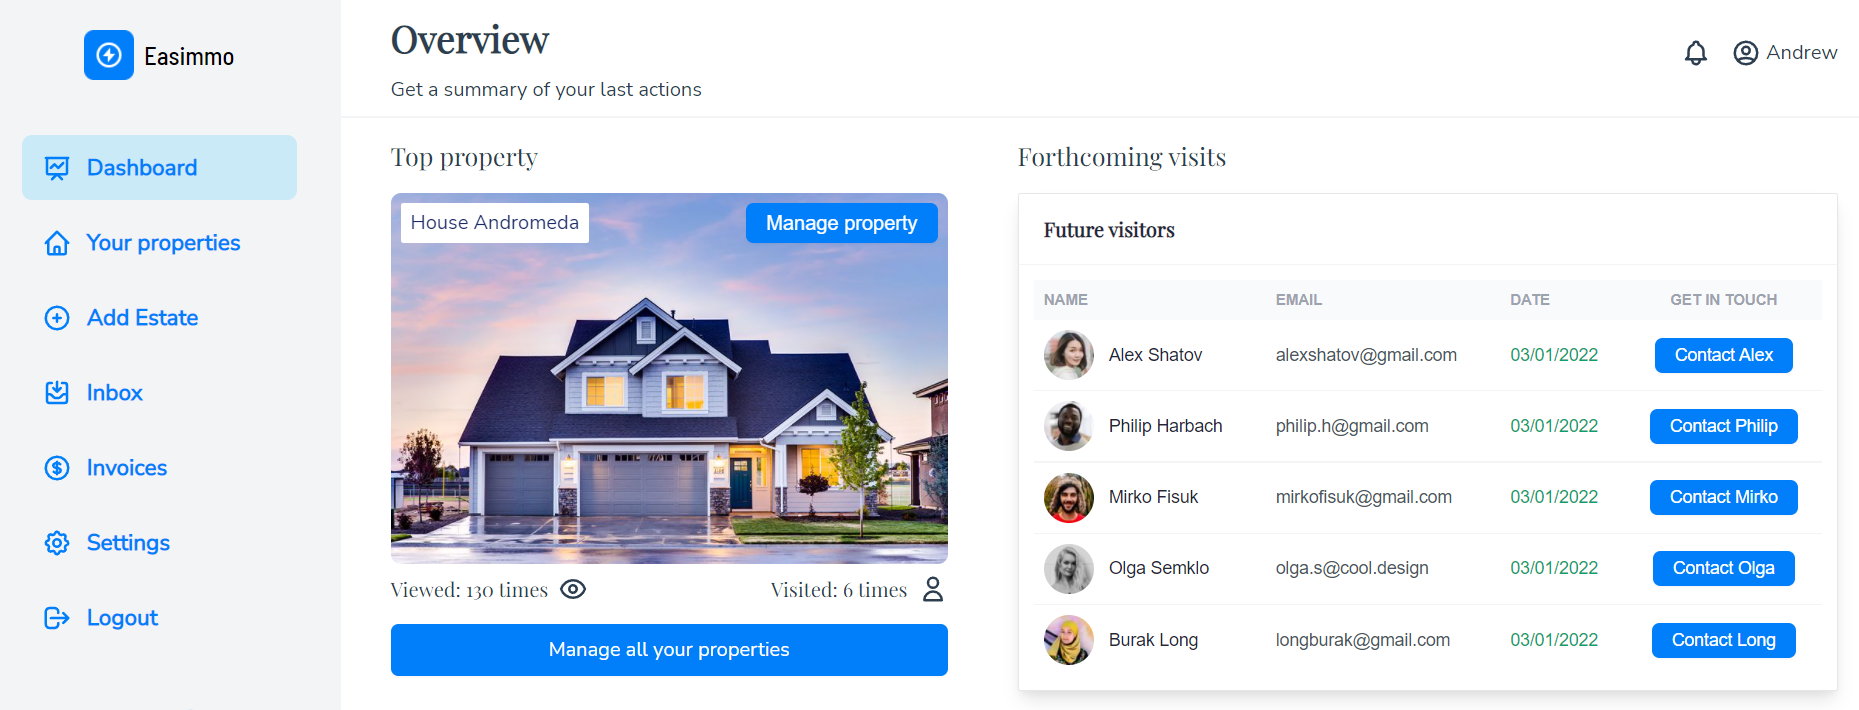 Easimmo
Dashboard
Your properties
Add Estate
Inbox
Invoices
Settings
Logout
Overview
Get a summary of your last actions
Andrew
Top property
House Andromeda
Manage property
Viewed: 130 times
Visited: 6 times
Manage all your properties
Forthcoming visits
Future visitors
NAME EMAIL DATE GET IN TOUCH
Alex Shatov alexshatov@gmail.com 03/01/2022 Contact Alex
Philip Harbach philip.h@gmail.com 03/01/2022 Contact Philip
Mirko Fisuk mirkofisuk@gmail.com 03/01/2022 Contact Mirko
Olga Semklo olga.s@cool.design 03/01/2022 Contact Olga
Burak Long longburak@gmail.com 03/01/2022 Contact Long